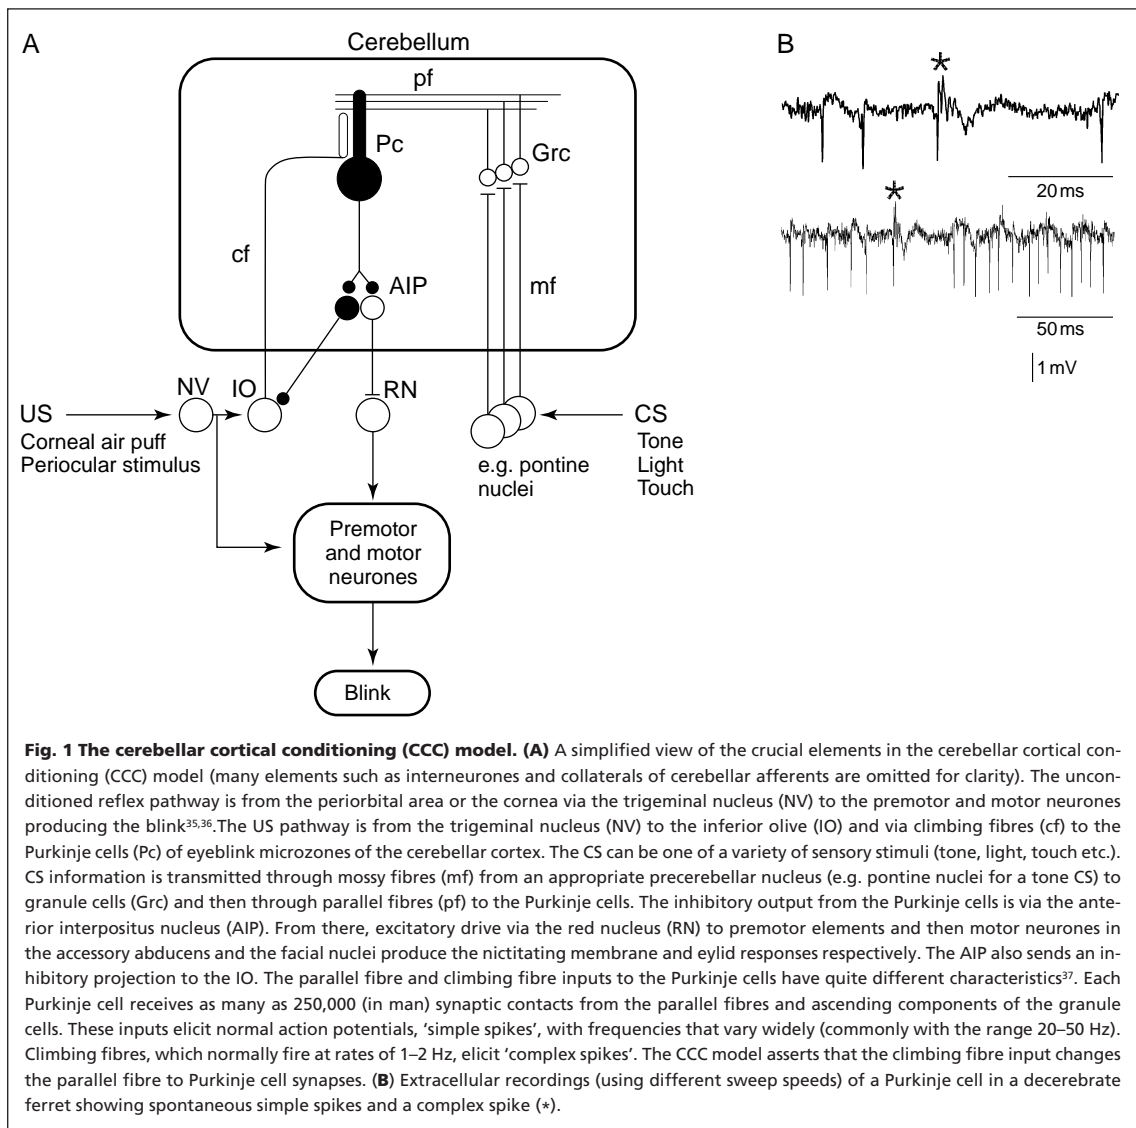 A
Cerebellum
pf
Pc
Grc
cf
AIP
mf
NV
IO
RN
US
CS
Corneal air puff
Periocular stimulus
Tone
Light
Touch
e.g. pontine
nuclei
Premotor
and motor
neurones
Blink
B
*
20 ms
*
50 ms
1 mV
Fig. 1 The cerebellar cortical conditioning (CCC) model. (A) A simplified view of the crucial elements in the cerebellar cortical con-
ditioning (CCC) model (many elements such as interneurones and collaterals of cerebellar afferents are omitted for clarity). The uncon-
ditioned reflex pathway is from the periorbital area or the cornea via the trigeminal nucleus (NV) to the premotor and motor neurones
producing the blink35,36.The US pathway is from the trigeminal nucleus (NV) to the inferior olive (IO) and via climbing fibres (cf) to the
Purkinje cells (Pc) of eyeblink microzones of the cerebellar cortex. The CS can be one of a variety of sensory stimuli (tone, light, touch etc.).
CS information is transmitted through mossy fibres (mf) from an appropriate precerebellar nucleus (e.g. pontine nuclei for a tone CS) to
granule cells (Grc) and then through parallel fibres (pf) to the Purkinje cells. The inhibitory output from the Purkinje cells is via the ante-
rior interpositus nucleus (AIP). From there, excitatory drive via the red nucleus (RN) to premotor elements and then motor neurones in
the accessory abducens and the facial nuclei produce the nictitating membrane and eylid responses respectively. The AIP also sends an in-
hibitory projection to the IO. The parallel fibre and climbing fibre inputs to the Purkinje cells have quite different characteristics37. Each
Purkinje cell receives as many as 250,000 (in man) synaptic contacts from the parallel fibres and ascending components of the granule
cells. These inputs elicit normal action potentials, ‘simple spikes’, with frequencies that vary widely (commonly with the range 20–50 Hz).
Climbing fibres, which normally fire at rates of 1–2 Hz, elicit ‘complex spikes’. The CCC model asserts that the climbing fibre input changes
the parallel fibre to Purkinje cell synapses. (B) Extracellular recordings (using different sweep speeds) of a Purkinje cell in a decerebrate
ferret showing spontaneous simple spikes and a complex spike (*).